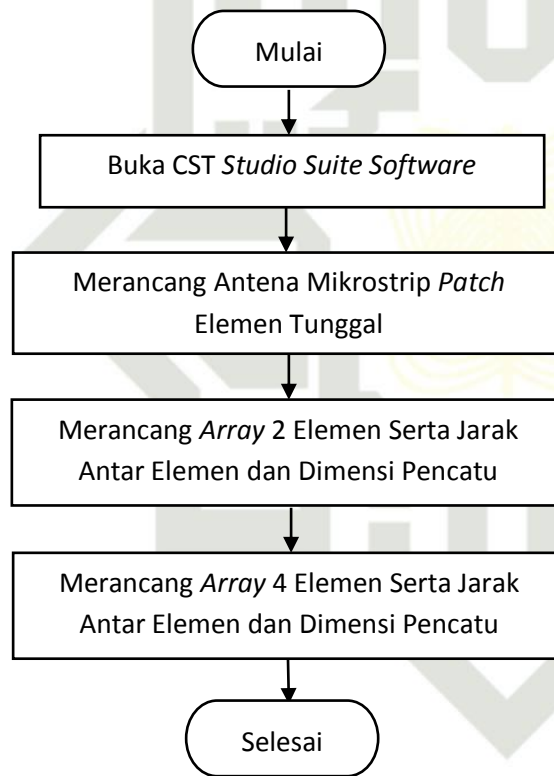 Mulai
Buka CST Studio Suite Software
Merancang Antena Mikrostrip Patch
Elemen Tunggal
Merancang Array 2 Elemen Serta Jarak
Antar Elemen dan Dimensi Pencatu
Merancang Array 4 Elemen Serta Jarak
Antar Elemen dan Dimensi Pencatu
Selesai